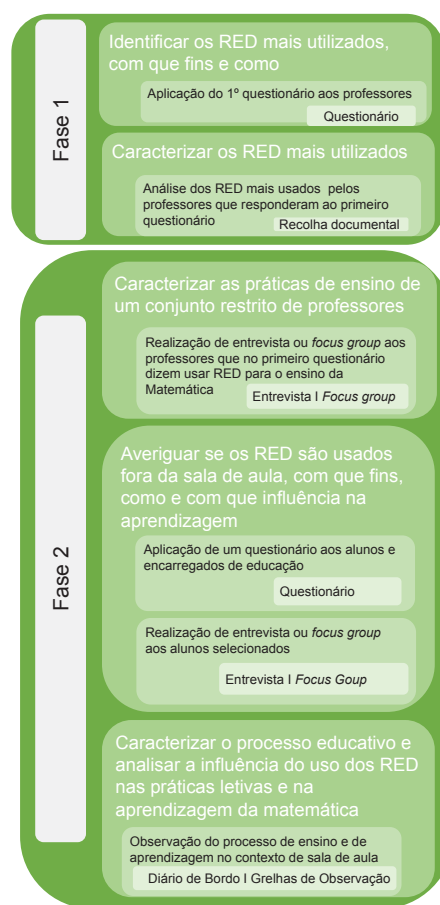 Fase 1
Identificar os RED mais utilizados,
com que fins e como
Aplicação do 1º questionário aos professores
Questionário
Caracterizar os RED mais utilizados
Análise dos RED mais usados pelos
professores que responderam ao primeiro
questionário
Recolha documental
Fase 2
Caracterizar as práticas de ensino de
um conjunto restrito de professores
Realização de entrevista ou focus group aos
professores que no primeiro questionário
dizem usar RED para o ensino da
Matemática
Entrevista I Focus group
Averiguar se os RED são usados
fora da sala de aula, com que fins,
como e com que influência na
aprendizagem
Aplicação de um questionário aos alunos e
encarregados de educação
Questionário
Realização de entrevista ou focus group
aos alunos selecionados
Entrevista I Focus Goup
Caracterizar o processo educativo e
analisar a influência do uso dos RED
nas práticas letivas e na
aprendizagem da matemática
Observação do processo de ensino e de
aprendizagem no contexto de sala de aula
Diário de Bordo I Grelhas de Observação